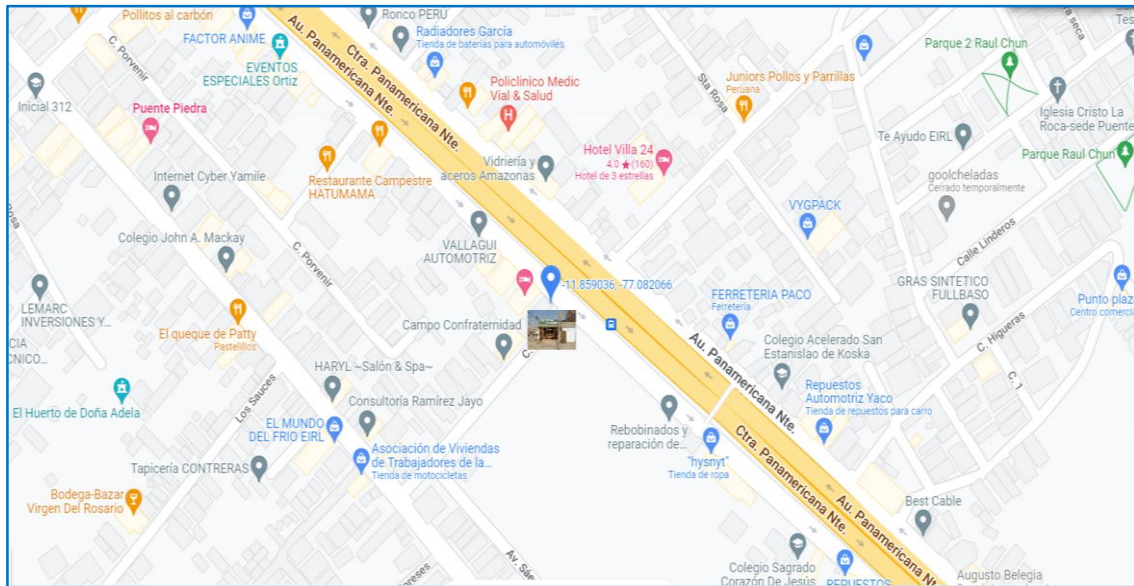 Pollitos al carbón
FACTOR ANIME
EVENTOS
ESPECIALES Ortiz
C. Porvenir
Inicial 312
Puente Piedra
Internet Cyber Yamile
Colegio John A. Mackay
Restaurante Campestre
HATUMAMA
Au. Panamericana Nte.
Ctra. Panamericana Nte.
Au. Panamericana Nte.
Ronco PERÚ
Radiadores García
Tienda de baterías para automóviles
Policlinico Medic
Vial & Salud
Vidriería y
aceros Amazonas
Hotel Villa 24
4.0 ★ (160)
Hotel de 3 estrellas
Sta Rosa
Juniors Pollos y Parrillas
Peruana
Parque 2 Raul Chun
Iglesia Cristo La
Roca-sede Puente
Te Ayudo EIRL
Parque Raul Chun
goolcheladas
Cerrado temporalmente
VYGPACK
Calle Linderos
GRAS SINTETICO
FULLBASO
Punto plaza
Centro comercia
C. Higueras
C. 1
VALLAGUI
AUTOMOTRIZ
-11.859036, -77.082066
C. Porvenir
LEMARC
INVERSIONES Y...
El queque de Patty
Pastelillos
Campo Confraternidad
HARYL ~Salón & Spa~
FERRETERIA PACO
Ferretería
Colegio Acelerado San
Estanislao de Koska
Au. Panamericana Nte.
Repuestos
Automotriz Yaco
Tienda de repuestos para carro
El Huerto de Doña Adela
Los Sauces
Consultoría Ramírez Jayo
EL MUNDO
DEL FRIO EIRL
Asociación de Viviendas
de Trabajadores de la...
Tienda de motocicletas
Rebobinados y
reparación de...
"hysnyt"
Tienda de ropa
Ctra. Panamericana Nte.
Au. Panamericana Nte.
Tapicería CONTRERAS
Bodega-Bazar
Virgen Del Rosario
Best Cable
Colegio Sagrado
Corazón De Jesús
REPUESTOS
Augusto Belegia